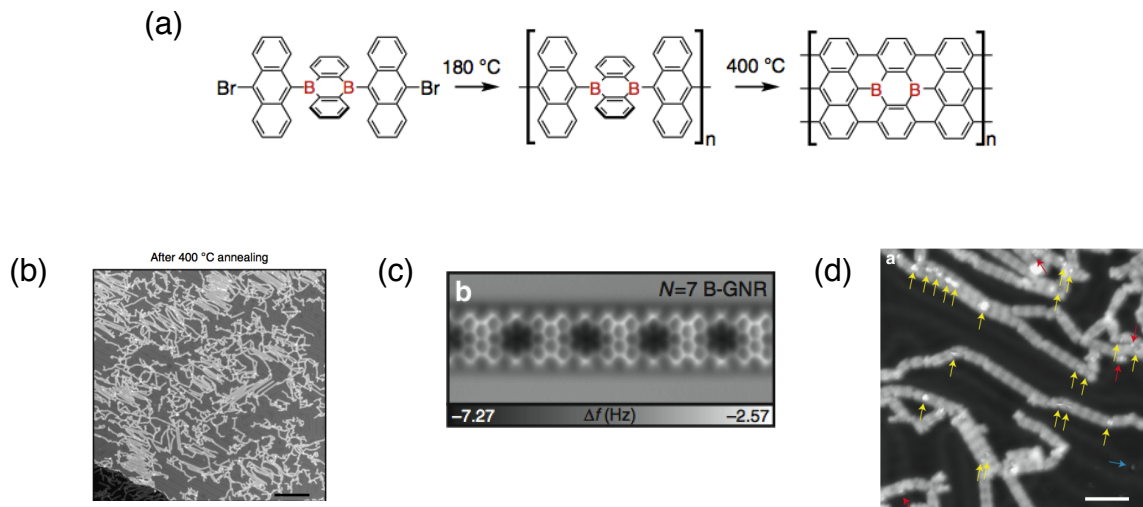 (a)
180 °C
400 °C
Br
B B
Br
B B
n
B B
n
(b)
After 400 °C annealing
(c)
b
N=7 B-GNR
−7.27
Δf (Hz)
−2.57
(d)
a